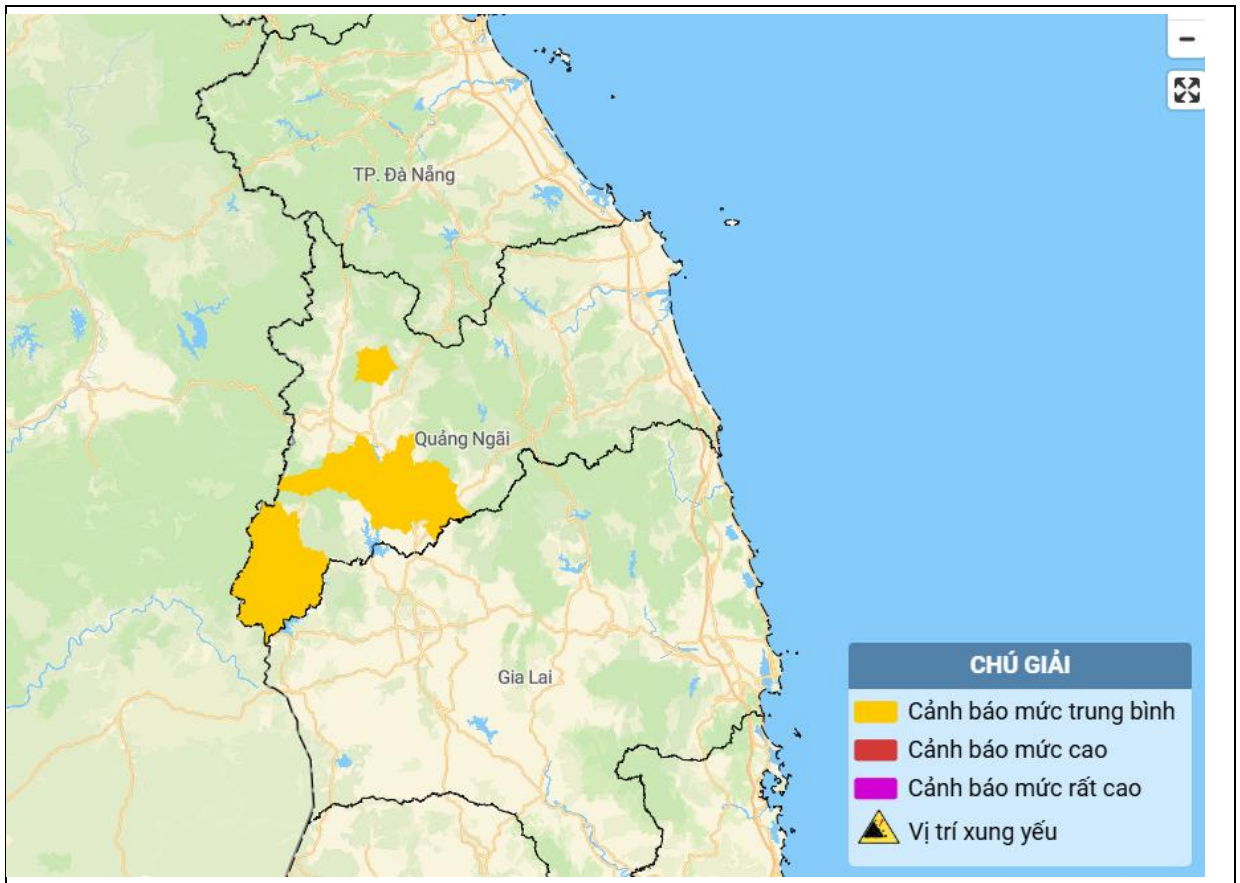 TP. Đà Nẵng
Quảng Ngãi
Gia Lai
CHÚ GIẢI
Cảnh báo mức trung bình
Cảnh báo mức cao
Cảnh báo mức rất cao
Vị trí xung yếu